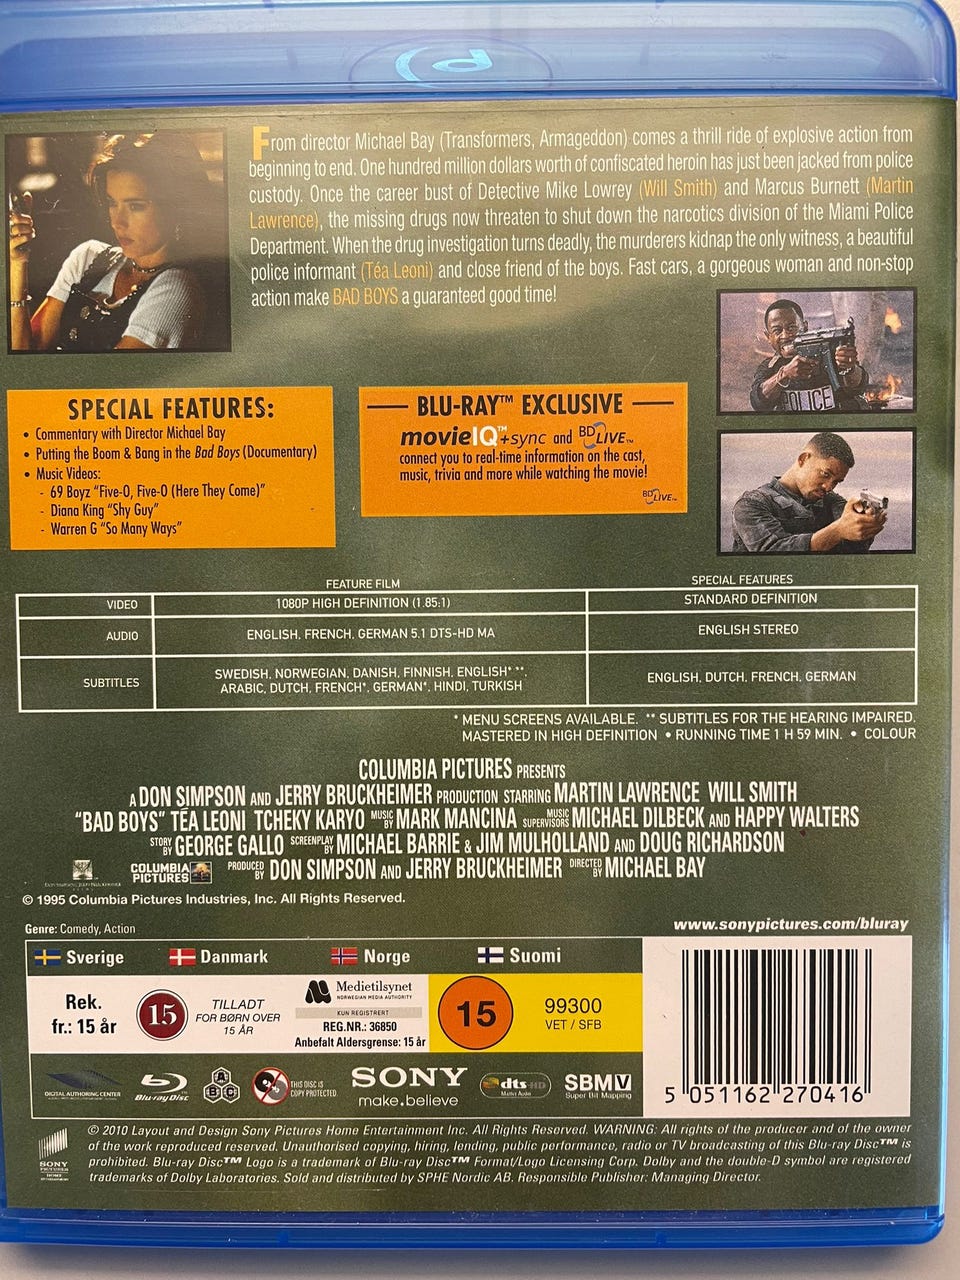 From director Michael Bay (Transformers, Armageddon) comes a thrill ride of explosive action from
beginning to end. One hundred million dollars worth of confiscated heroin has just been jacked from police
custody. Once the career bust of Detective Mike Lowrey (Will Smith) and Marcus Burnett (Martin
Lawrence), the missing drugs now threaten to shut down the narcotics division of the Miami Police
Department. When the drug investigation turns deadly, the murderers kidnap the only witness, a beautiful
police informant (Téa Leoni) and close friend of the boys. Fast cars, a gorgeous woman and non-stop
action make BAD BOYS a guaranteed good time!
POLICE
SPECIAL FEATURES:
• Commentary with Director Michael Bay
• Putting the Boom & Bang in the Bad Boys (Documentary)
• Music Videos:
- 69 Boyz "Five-O, Five-O (Here They Come)"
- Diana King "Shy Guy"
- Warren G "So Many Ways"
BLU-RAY™ EXCLUSIVE
movieIQ™+sync and BD LIVE™
connect you to real-time information on the cast,
music, trivia and more while watching the movie!
BD LIVE™
FEATURE FILM
SPECIAL FEATURES
VIDEO
1080P HIGH DEFINITION (1.85:1)
STANDARD DEFINITION
AUDIO
ENGLISH, FRENCH, GERMAN 5.1 DTS-HD MA
ENGLISH STEREO
SUBTITLES
SWEDISH, NORWEGIAN, DANISH, FINNISH, ENGLISH* **,
ARABIC, DUTCH, FRENCH*, GERMAN*, HINDI, TURKISH
ENGLISH, DUTCH, FRENCH, GERMAN
* MENU SCREENS AVAILABLE. ** SUBTITLES FOR THE HEARING IMPAIRED.
MASTERED IN HIGH DEFINITION • RUNNING TIME 1 H 59 MIN. • COLOUR
COLUMBIA PICTURES PRESENTS
A DON SIMPSON AND JERRY BRUCKHEIMER PRODUCTION STARRING MARTIN LAWRENCE WILL SMITH
"BAD BOYS" TÉA LEONI TCHEKY KARYO MUSIC BY MARK MANCINA MUSIC SUPERVISORS MICHAEL DILBECK AND HAPPY WALTERS
STORY BY GEORGE GALLO SCREENPLAY BY MICHAEL BARRIE & JIM MULHOLLAND AND DOUG RICHARDSON
COLUMBIA PICTURES
PRODUCED BY DON SIMPSON AND JERRY BRUCKHEIMER DIRECTED BY MICHAEL BAY
© 1995 Columbia Pictures Industries, Inc. All Rights Reserved.
Genre: Comedy, Action
www.sonypictures.com/bluray
Sverige
Danmark
Norge
Suomi
Rek.
fr.: 15 år
15
TILLADT
FOR BØRN OVER
15 ÅR
Medietilsynet
NORWEGIAN MEDIA AUTHORITY
KUN REGISTRERT
REG.NR.: 36850
Anbefalt Aldersgrense: 15 år
15
99300
VET / SFB
5 051162 270416
DIGITAL AUTHORING CENTER
Blu-ray Disc
A B C
THIS DISC IS
COPY PROTECTED
SONY
make.believe
dts-HD
Master Audio
SBMV
Super Bit Mapping
SONY
PICTURES
HOME
ENTERTAINMENT
© 2010 Layout and Design Sony Pictures Home Entertainment Inc. All Rights Reserved. WARNING: All rights of the producer and of the owner
of the work reproduced reserved. Unauthorised copying, hiring, lending, public performance, radio or TV broadcasting of this Blu-ray Disc™ is
prohibited. Blu-ray Disc™ Logo is a trademark of Blu-ray Disc™ Format/Logo Licensing Corp. Dolby and the double-D symbol are registered
trademarks of Dolby Laboratories. Sold and distributed by SPHE Nordic AB. Responsible Publisher: Managing Director.